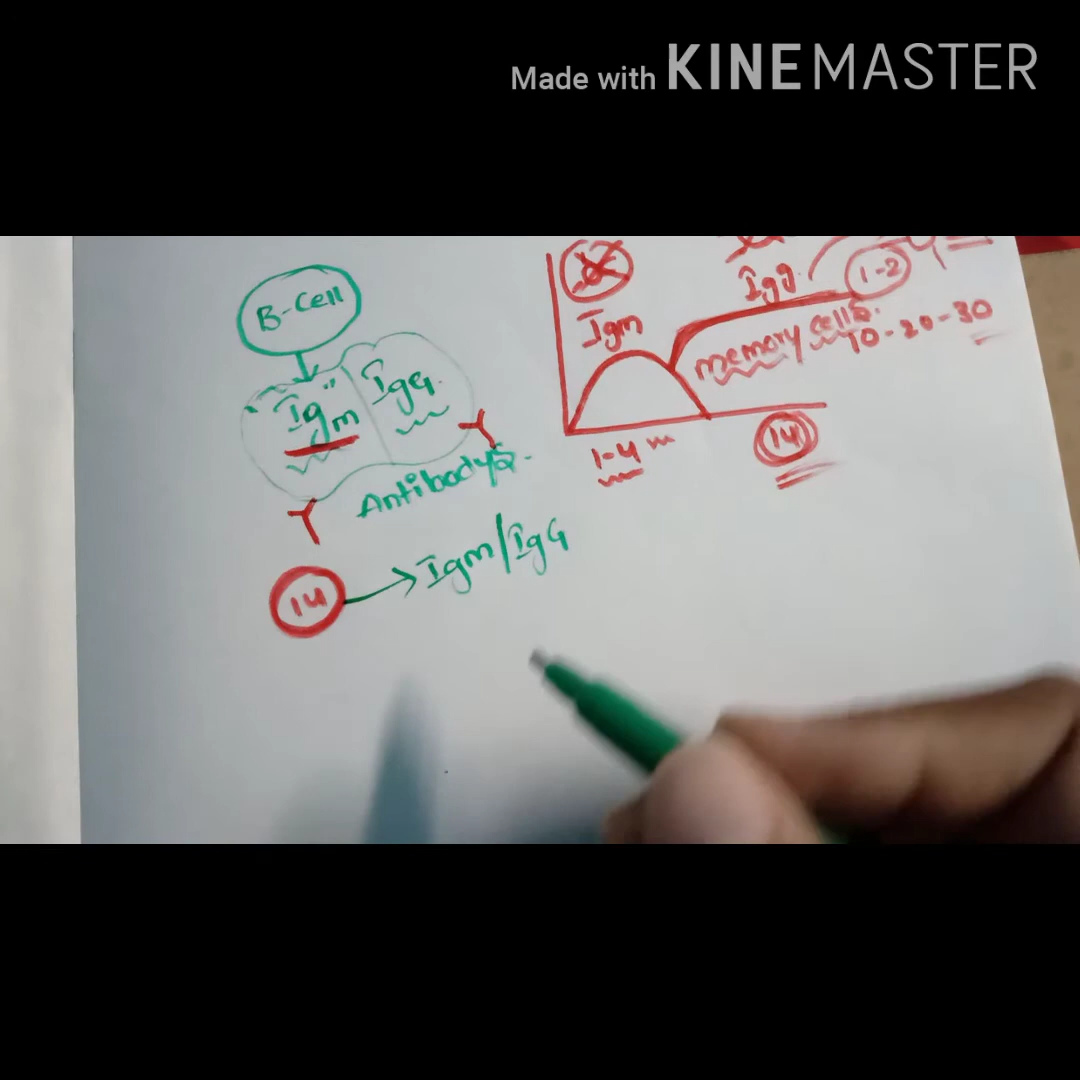 Made with KINEMASTER
B-Cell
Igm IgG
Antibodys.
14 → Igm/IgG
Igm
Igg
1-2
memory cells.
10-20-30
1-4 m
14